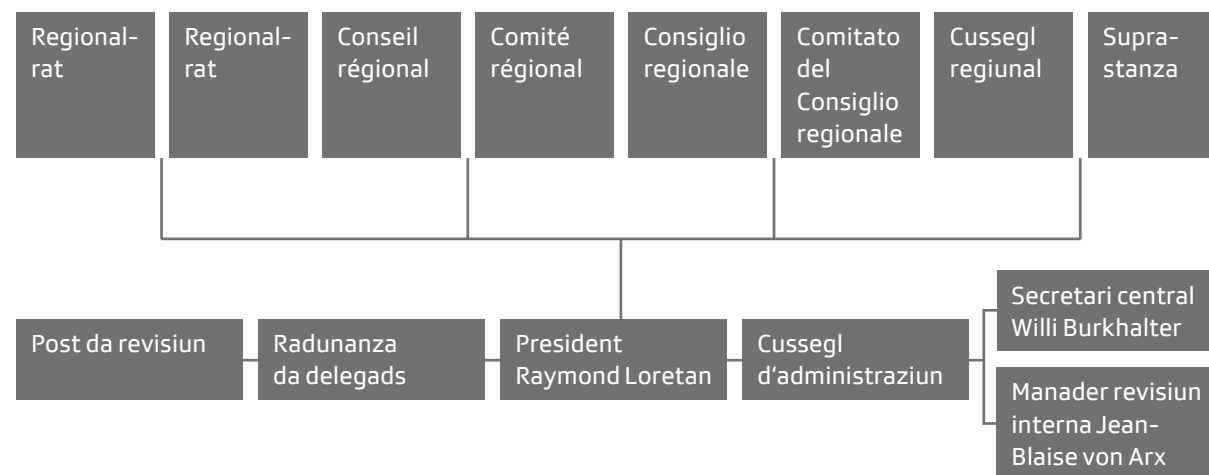 Regional-
rat
Regional-
rat
Conseil
régional
Comité
régional
Consiglio
regionale
Comitato
del
Consiglio
regionale
Cussegl
regiunal
Supra-
stanza
Post da revisiun
Radunanza
da delegads
President
Raymond Loretan
Cussegl
d‘administraziun
Secretari central
Willi Burkhalter
Manader revisiun
interna Jean-
Blaise von Arx